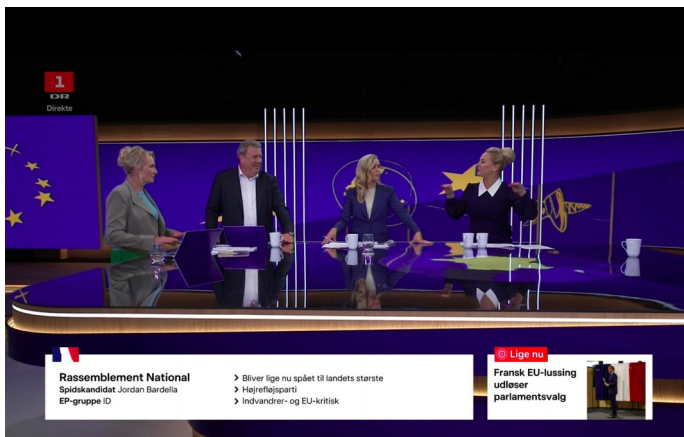 1
DR
Direkte
Rassemblement National
Spidskandidat Jordan Bardella
EP-gruppe ID
Bliver lige nu spået til landets største
Højrefløjsparti
Indvandrer- og EU-kritisk
Lige nu
Fransk EU-lussing
udløser
parlamentsvalg